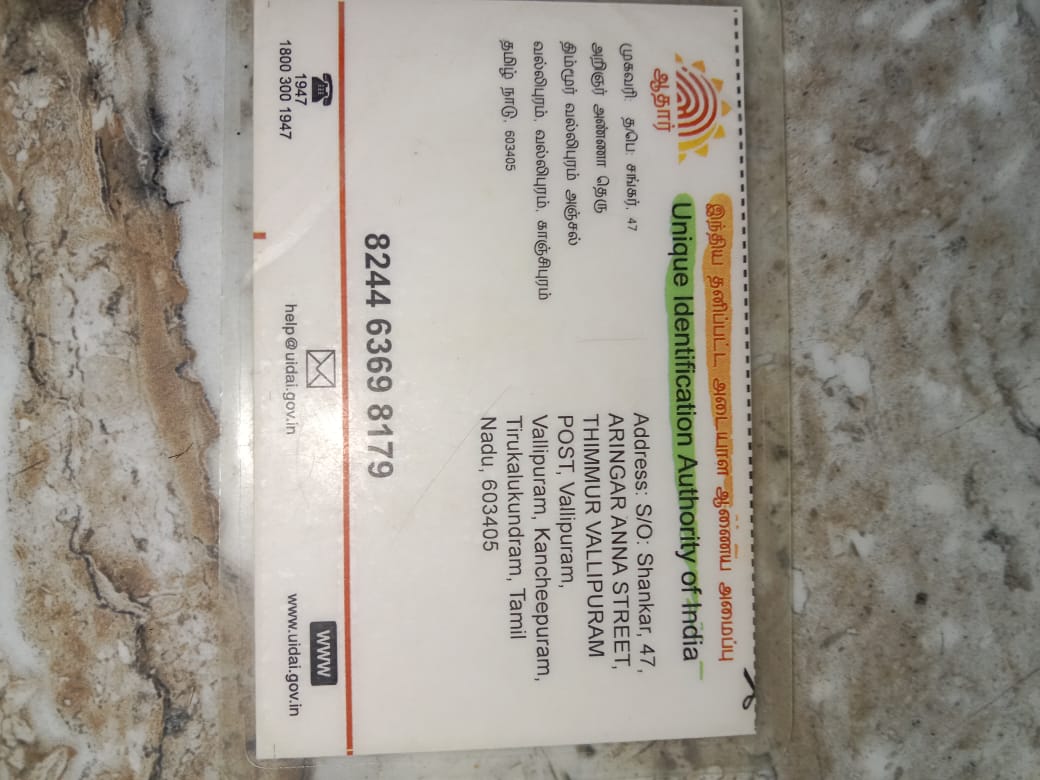 ஆதார்
இந்திய தனிப்பட்ட அடையாள ஆணைய அமைப்பு
Unique Identification Authority of India
முகவரி: த/பெ: சங்கர், 47
அறிஞர் அண்ணா தெரு
திம்மூர் வல்லிபுரம் அஞ்சல்
வல்லிபுரம், வல்லிபுரம், காஞ்சிபுரம்
தமிழ் நாடு, 603405
Address: S/O: Shankar, 47,
ARINGAR ANNA STREET,
THIMMUR VALLIPURAM
POST, Vallipuram,
Vallipuram, Kancheepuram,
Tirukalukundram, Tamil
Nadu, 603405
8244 6369 8179
1947
1800 300 1947
help@uidai.gov.in
WWW
www.uidai.gov.in